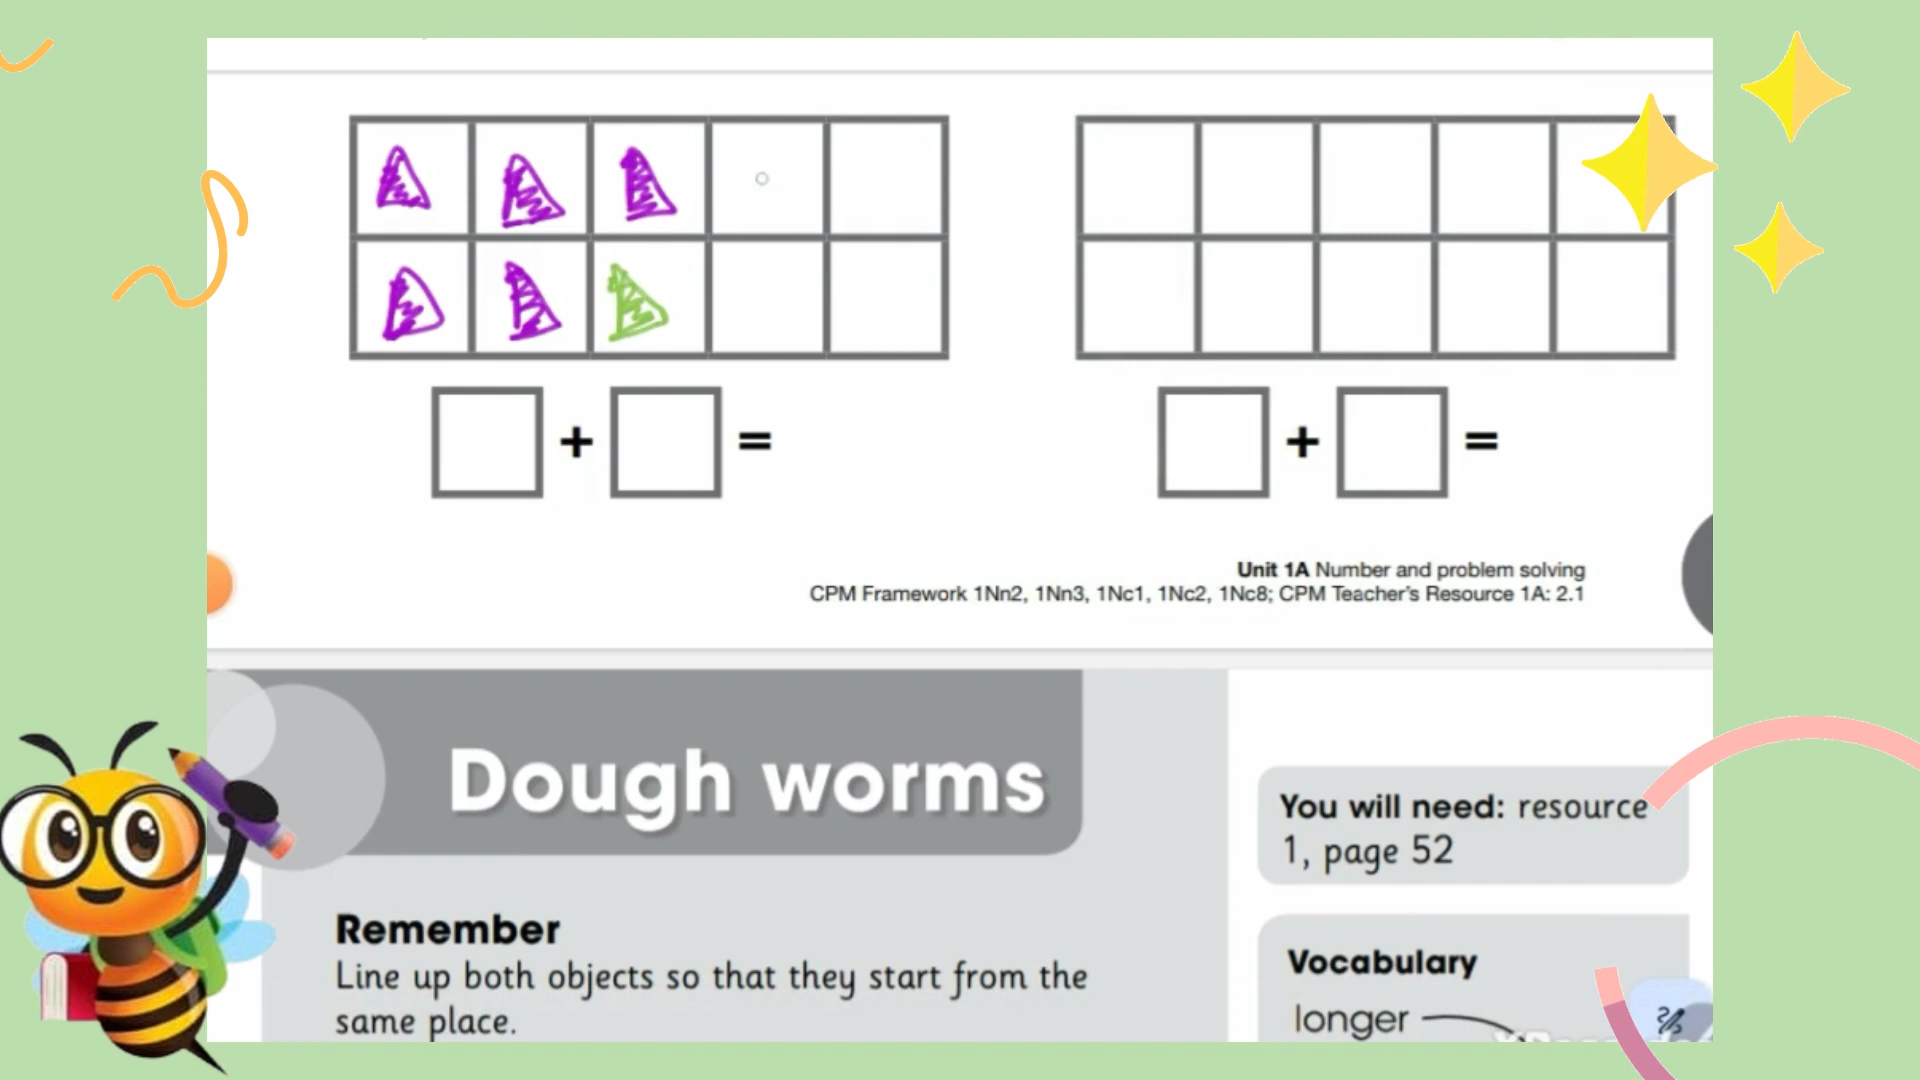 + =
+ =
Unit 1A Number and problem solving
CPM Framework 1Nn2, 1Nn3, 1Nc1, 1Nc2, 1Nc8; CPM Teacher's Resource 1A: 2.1
Dough worms
You will need: resource
1, page 52
Remember
Line up both objects so that they start from the
same place.
Vocabulary
longer